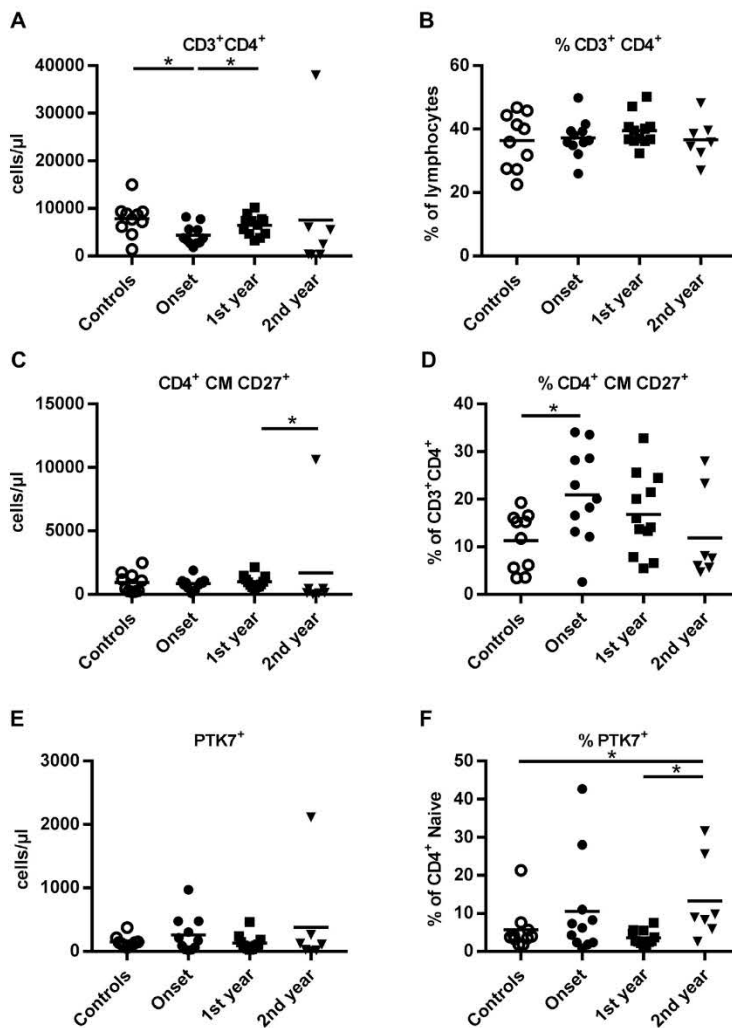 A
CD3⁺CD4⁺
cells/µl
40000
30000
20000
10000
0
* *
Controls Onset 1st year 2nd year
B
% CD3⁺ CD4⁺
% of lymphocytes
60
40
20
0
Controls Onset 1st year 2nd year
C
CD4⁺ CM CD27⁺
cells/µl
15000
10000
5000
0
*
Controls Onset 1st year 2nd year
D
% CD4⁺ CM CD27⁺
% of CD3⁺CD4⁺
40
30
20
10
0
*
Controls Onset 1st year 2nd year
E
PTK7⁺
cells/µl
3000
2000
1000
0
Controls Onset 1st year 2nd year
F
% PTK7⁺
% of CD4⁺ Naive
50
40
30
20
10
0
*
*
Controls Onset 1st year 2nd year